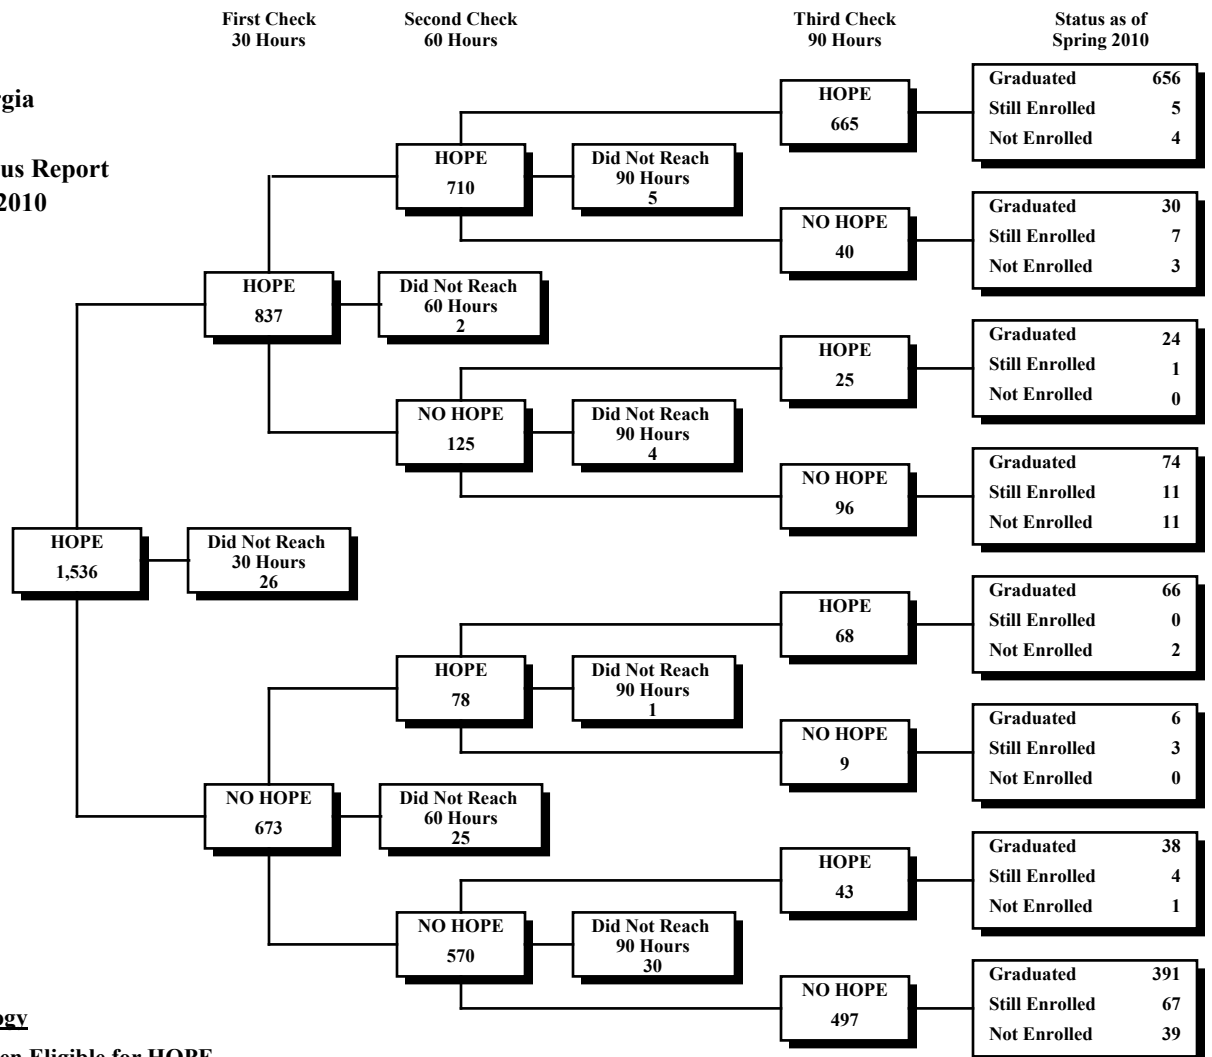 First Check
30 Hours
Second Check
60 Hours
Third Check
90 Hours
Status as of
Spring 2010
rgia
us Report
2010
HOPE
1,536
Did Not Reach
30 Hours
26
HOPE
837
Did Not Reach
60 Hours
2
NO HOPE
673
Did Not Reach
60 Hours
25
HOPE
710
Did Not Reach
90 Hours
5
NO HOPE
125
Did Not Reach
90 Hours
4
HOPE
78
Did Not Reach
90 Hours
1
NO HOPE
570
Did Not Reach
90 Hours
30
HOPE
665
Graduated 656
Still Enrolled 5
Not Enrolled 4
NO HOPE
40
Graduated 30
Still Enrolled 7
Not Enrolled 3
HOPE
25
Graduated 24
Still Enrolled 1
Not Enrolled 0
NO HOPE
96
Graduated 74
Still Enrolled 11
Not Enrolled 11
HOPE
68
Graduated 66
Still Enrolled 0
Not Enrolled 2
NO HOPE
9
Graduated 6
Still Enrolled 3
Not Enrolled 0
HOPE
43
Graduated 38
Still Enrolled 4
Not Enrolled 1
NO HOPE
497
Graduated 391
Still Enrolled 67
Not Enrolled 39
ogy
en Eligible for HOPE